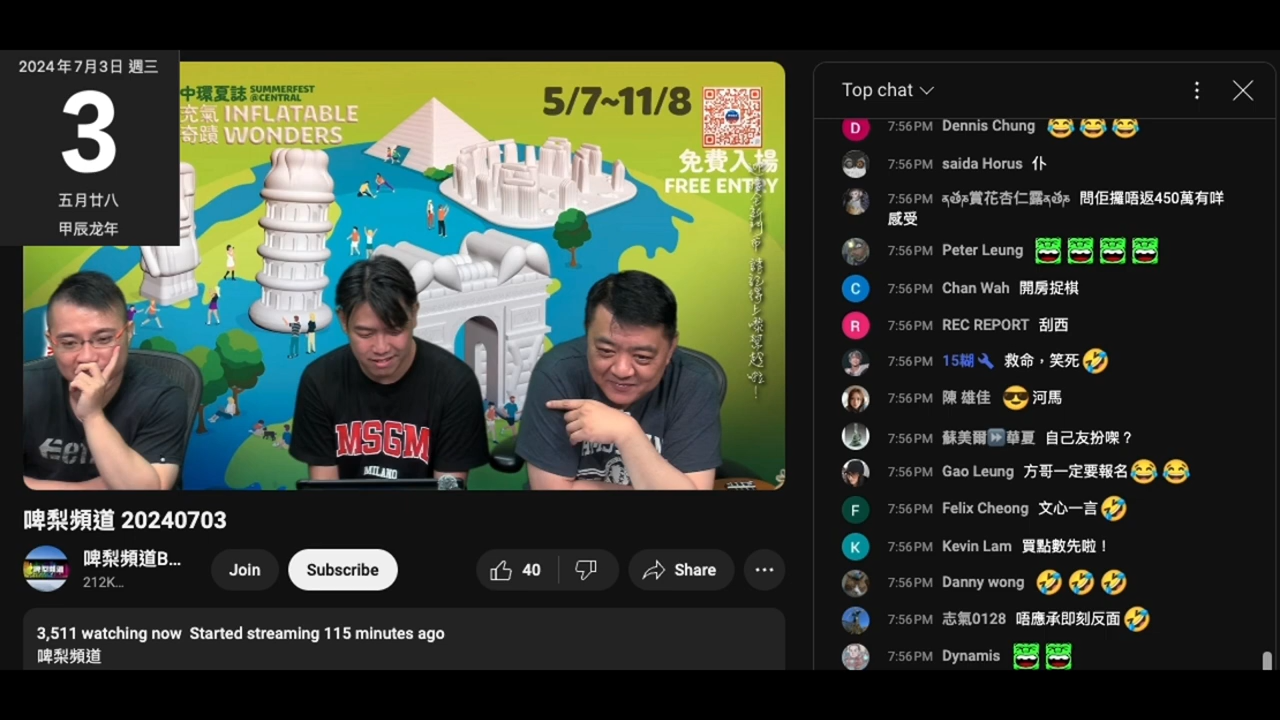 2024年7月3日 週三
3
五月廿八
甲辰龙年
中環夏誌 SUMMERFEST @CENTRAL
充氣 INFLATABLE
奇蹟 WONDERS
5/7~11/8
免費入場
FREE ENTRY
MSGM
MILANO
啤梨頻道 20240703
啤梨頻道B...
212K...
Join
Subscribe
40
Share
3,511 watching now Started streaming 115 minutes ago
啤梨頻道
Top chat
D 7:56PM Dennis Chung 😂😂😂
7:56PM saida Horus 仆
7:56PM 賞花杏仁露 問佢攞唔返450萬有咩
感受
7:56PM Peter Leung
C 7:56PM Chan Wah 開房捉棋
R 7:56PM REC REPORT 刮西
7:56PM 15糊🔧 救命，笑死🤣
7:56PM 陳 雄佳 😎河馬
7:56PM 蘇美爾⏩華夏 自己友扮㗎？
7:56PM Gao Leung 方哥一定要報名😂😂
F 7:56PM Felix Cheong 文心一言🤣
K 7:56PM Kevin Lam 買點數先啦！
7:56PM Danny wong 🤣🤣🤣
7:56PM 志氣0128 唔應承即刻反面🤣
7:56PM Dynamis